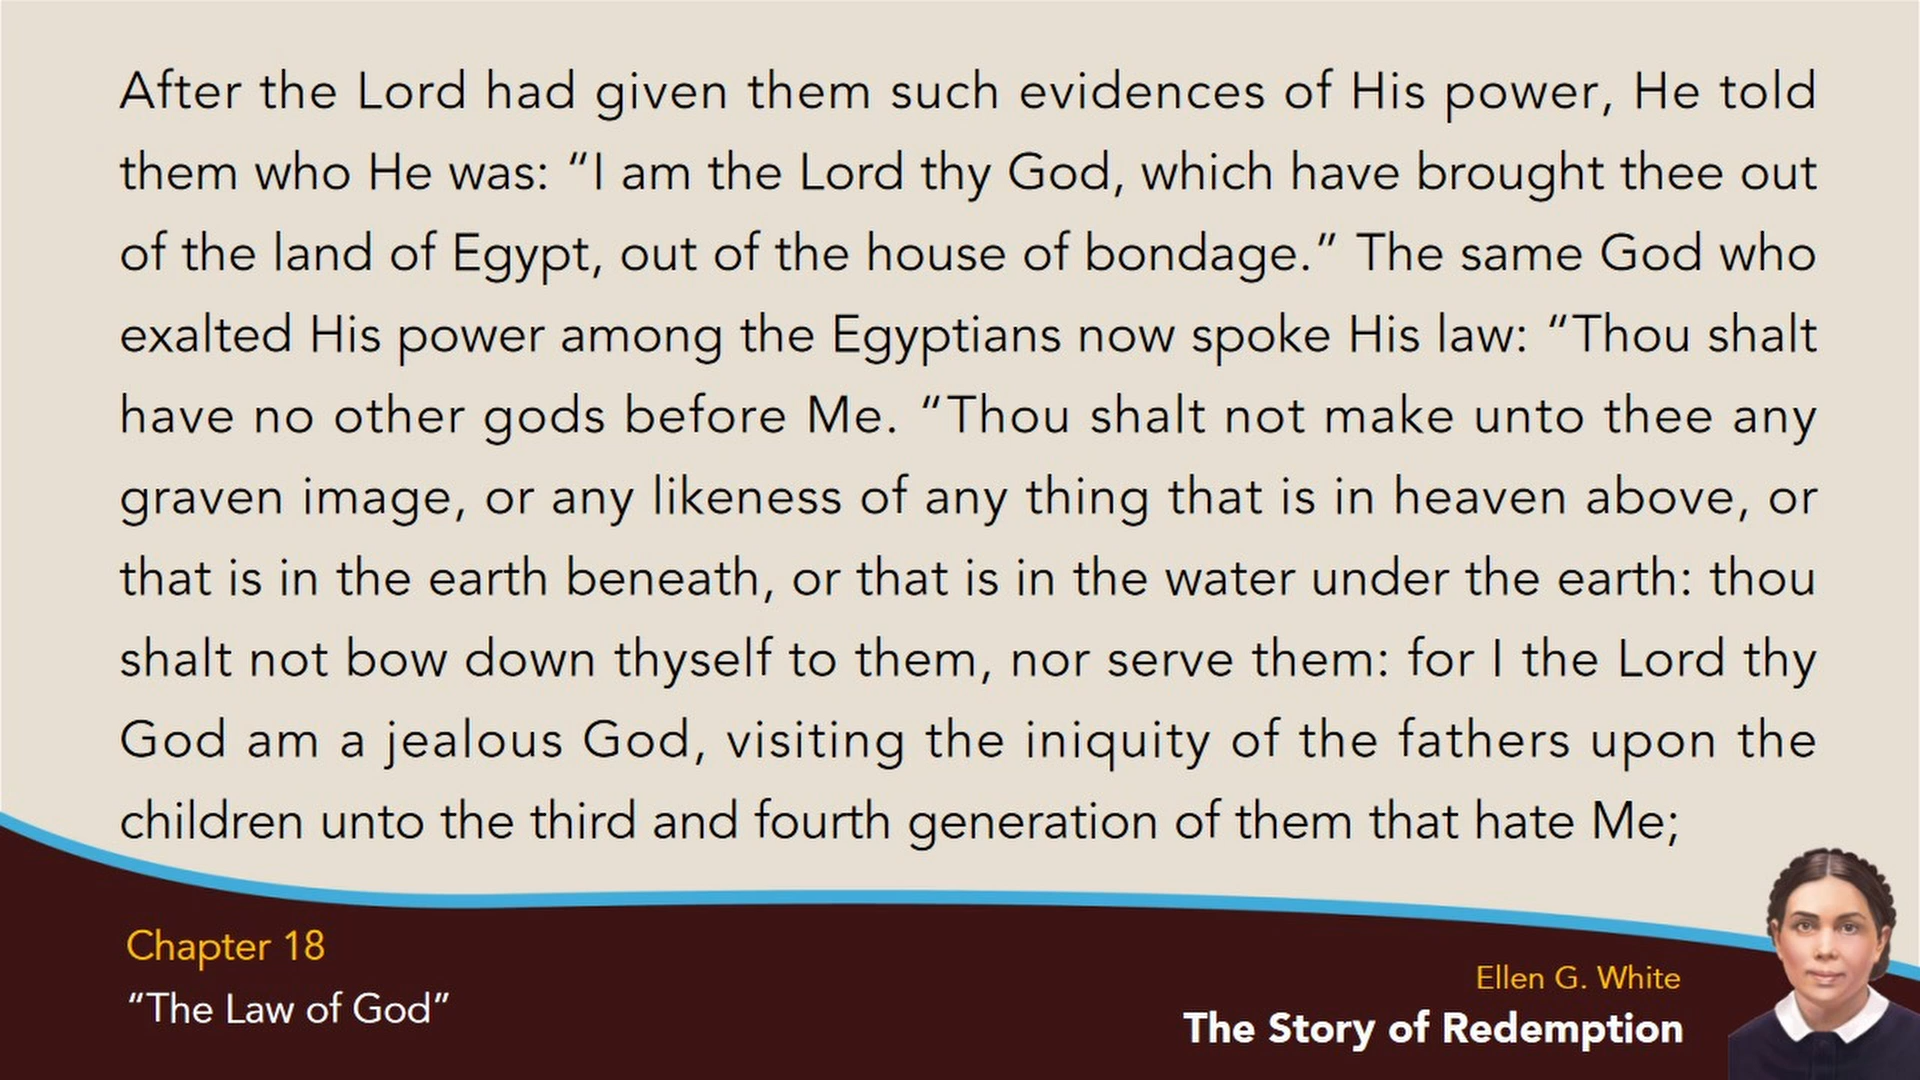 After the Lord had given them such evidences of His power, He told
them who He was: “I am the Lord thy God, which have brought thee out
of the land of Egypt, out of the house of bondage.” The same God who
exalted His power among the Egyptians now spoke His law: “Thou shalt
have no other gods before Me. “Thou shalt not make unto thee any
graven image, or any likeness of any thing that is in heaven above, or
that is in the earth beneath, or that is in the water under the earth: thou
shalt not bow down thyself to them, nor serve them: for I the Lord thy
God am a jealous God, visiting the iniquity of the fathers upon the
children unto the third and fourth generation of them that hate Me;
Chapter 18
“The Law of God”
Ellen G. White
The Story of Redemption